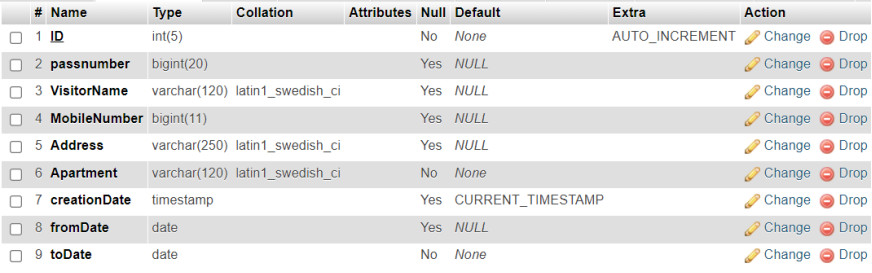 # Name Type Collation Attributes Null Default Extra Action
1 ID int(5) No None AUTO_INCREMENT Change Drop
2 passnumber bigint(20) Yes NULL Change Drop
3 VisitorName varchar(120) latin1_swedish_ci Yes NULL Change Drop
4 MobileNumber bigint(11) Yes NULL Change Drop
5 Address varchar(250) latin1_swedish_ci Yes NULL Change Drop
6 Apartment varchar(120) latin1_swedish_ci No None Change Drop
7 creationDate timestamp Yes CURRENT_TIMESTAMP Change Drop
8 fromDate date Yes NULL Change Drop
9 toDate date No None Change Drop